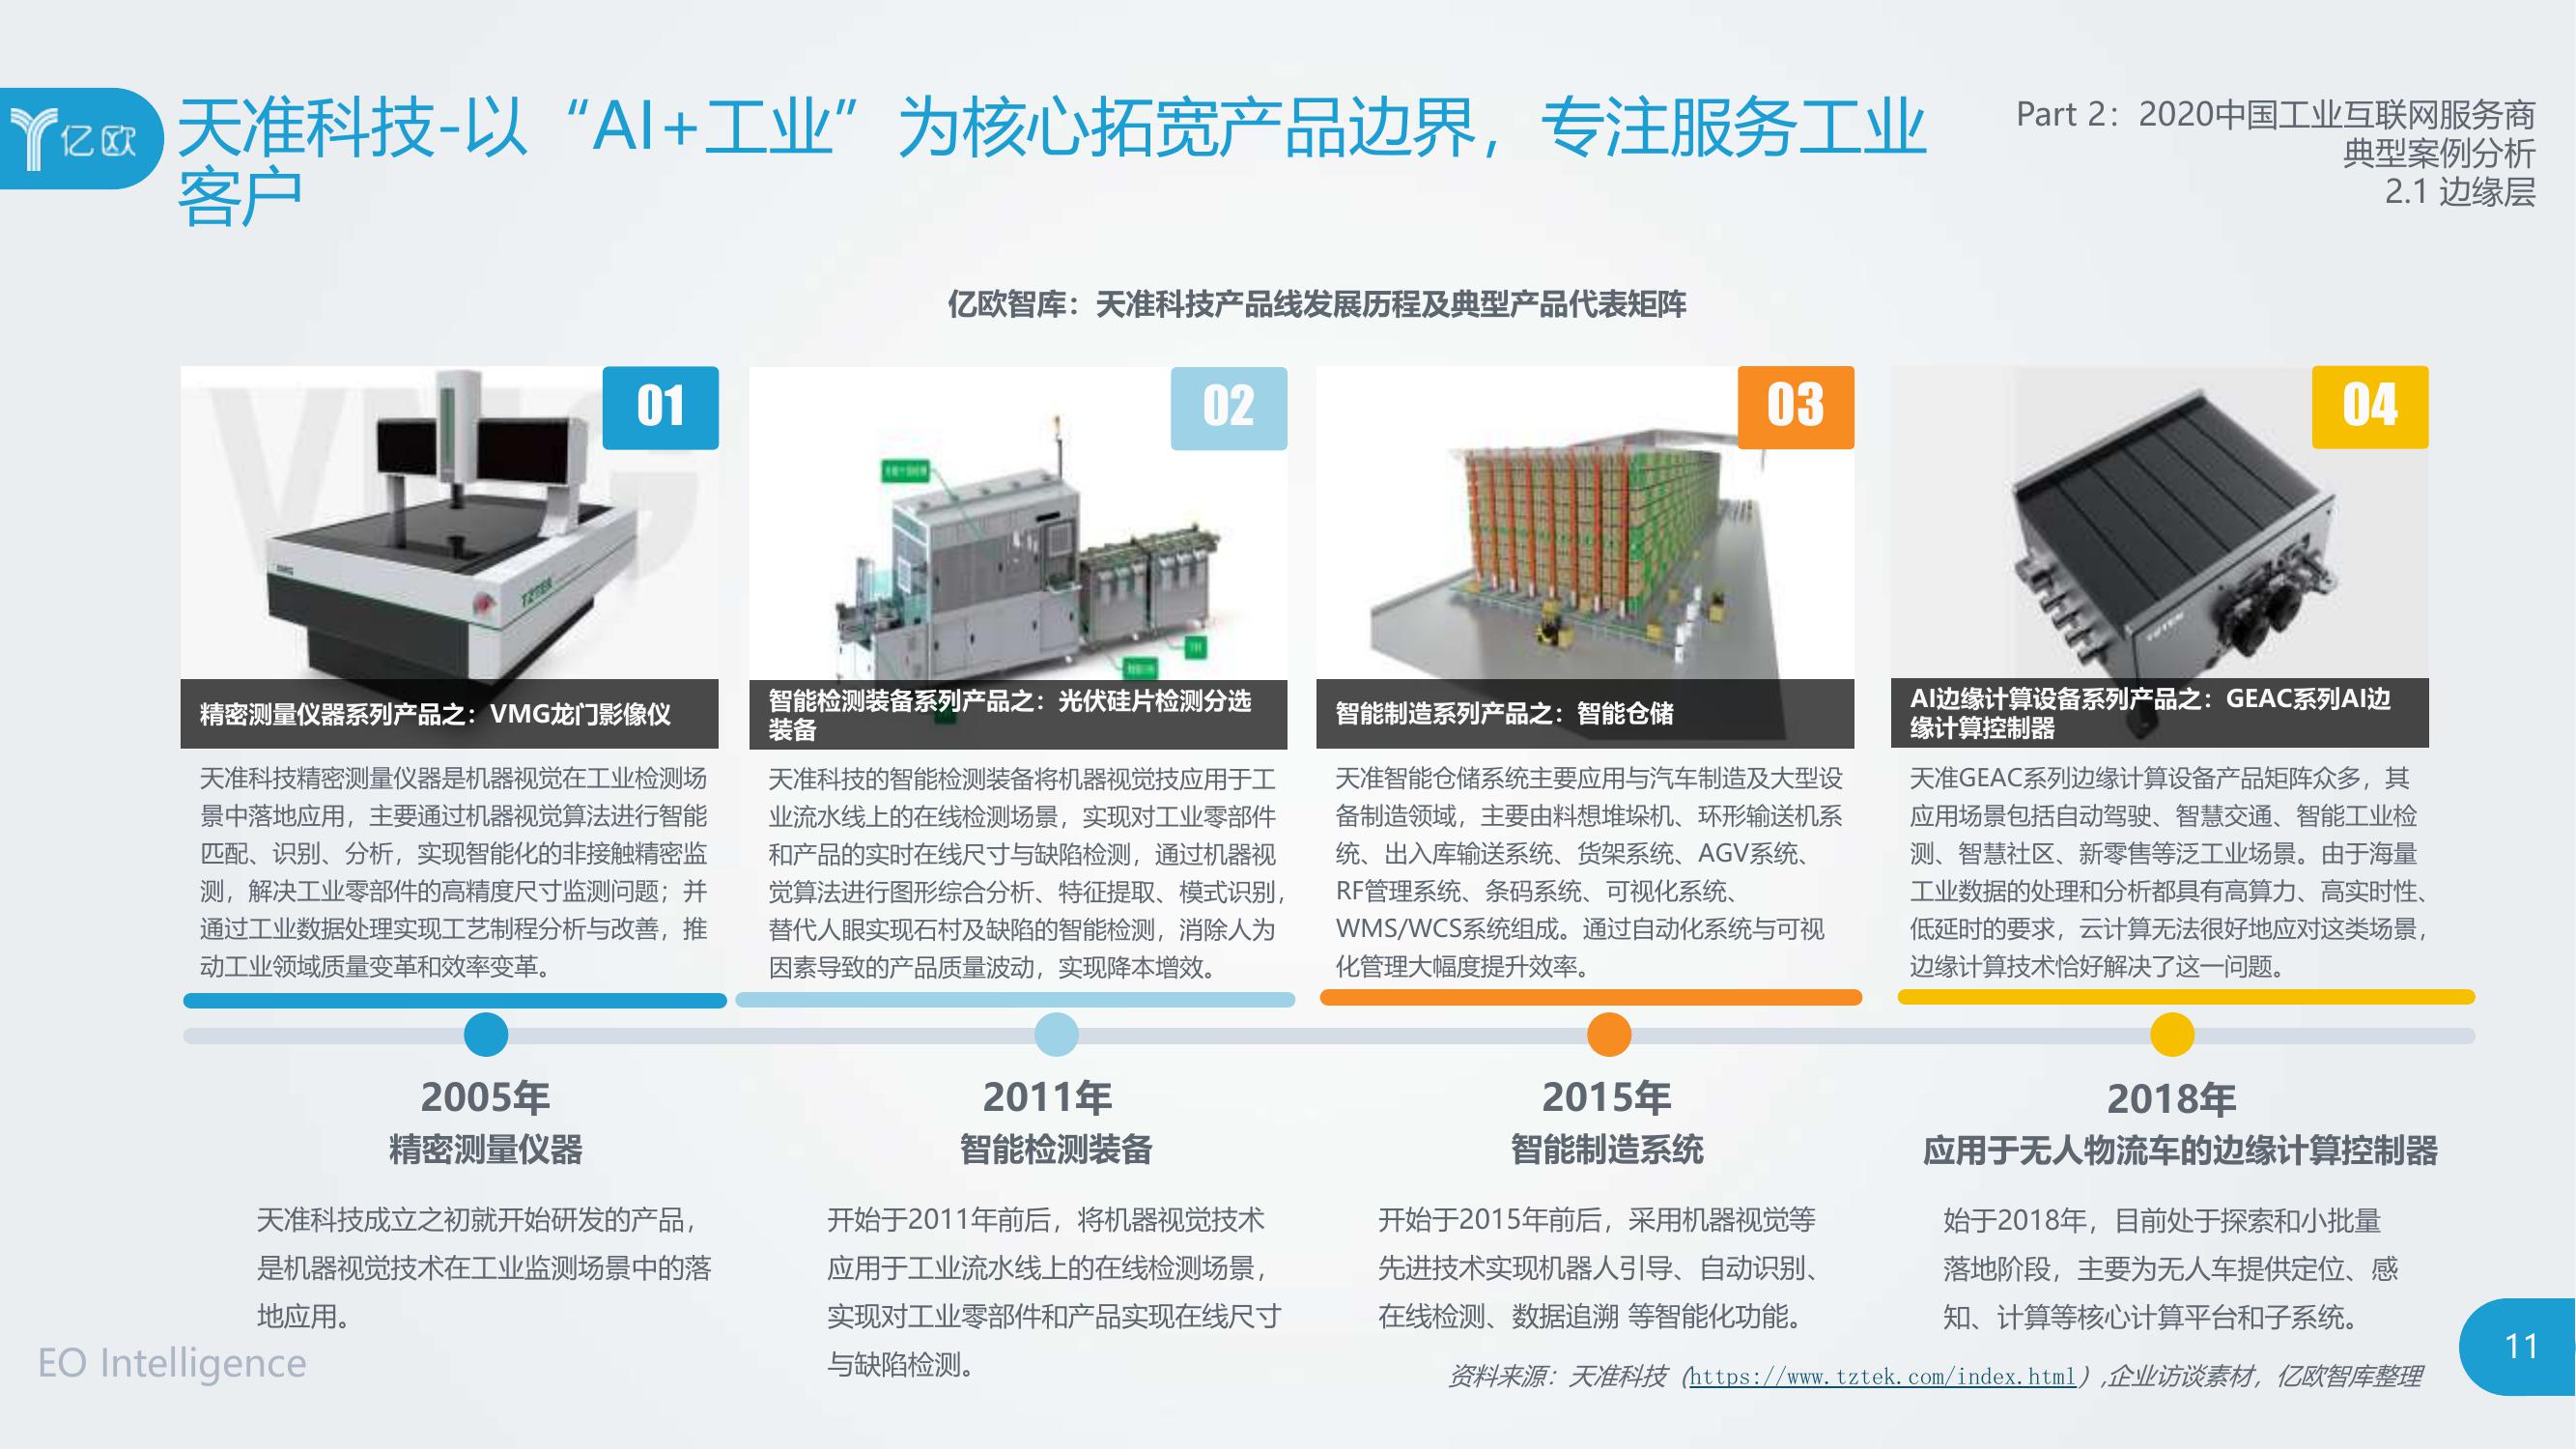 亿欧
天准科技-以“AI+工业”为核心拓宽产品边界，专注服务工业
客户
Part 2：2020中国工业互联网服务商
典型案例分析
2.1 边缘层
亿欧智库：天准科技产品线发展历程及典型产品代表矩阵
01
VMG
TZTEK
精密测量仪器系列产品之：VMG龙门影像仪
天准科技精密测量仪器是机器视觉在工业检测场
景中落地应用，主要通过机器视觉算法进行智能
匹配、识别、分析，实现智能化的非接触精密监
测，解决工业零部件的高精度尺寸监测问题；并
通过工业数据处理实现工艺制程分析与改善，推
动工业领域质量变革和效率变革。
02
智能检测装备系列产品之：光伏硅片检测分选
装备
天准科技的智能检测装备将机器视觉技应用于工
业流水线上的在线检测场景，实现对工业零部件
和产品的实时在线尺寸与缺陷检测，通过机器视
觉算法进行图形综合分析、特征提取、模式识别，
替代人眼实现石村及缺陷的智能检测，消除人为
因素导致的产品质量波动，实现降本增效。
03
智能制造系列产品之：智能仓储
天准智能仓储系统主要应用与汽车制造及大型设
备制造领域，主要由料想堆垛机、环形输送机系
统、出入库输送系统、货架系统、AGV系统、
RF管理系统、条码系统、可视化系统、
WMS/WCS系统组成。通过自动化系统与可视
化管理大幅度提升效率。
04
TZTEK
AI边缘计算设备系列产品之：GEAC系列AI边
缘计算控制器
天准GEAC系列边缘计算设备产品矩阵众多，其
应用场景包括自动驾驶、智慧交通、智能工业检
测、智慧社区、新零售等泛工业场景。由于海量
工业数据的处理和分析都具有高算力、高实时性、
低延时的要求，云计算无法很好地应对这类场景，
边缘计算技术恰好解决了这一问题。
2005年
精密测量仪器
天准科技成立之初就开始研发的产品，
是机器视觉技术在工业监测场景中的落
地应用。
2011年
智能检测装备
开始于2011年前后，将机器视觉技术
应用于工业流水线上的在线检测场景，
实现对工业零部件和产品实现在线尺寸
与缺陷检测。
2015年
智能制造系统
开始于2015年前后，采用机器视觉等
先进技术实现机器人引导、自动识别、
在线检测、数据追溯 等智能化功能。
2018年
应用于无人物流车的边缘计算控制器
始于2018年，目前处于探索和小批量
落地阶段，主要为无人车提供定位、感
知、计算等核心计算平台和子系统。
EO Intelligence
资料来源：天准科技（https://www.tztek.com/index.html）,企业访谈素材，亿欧智库整理
11